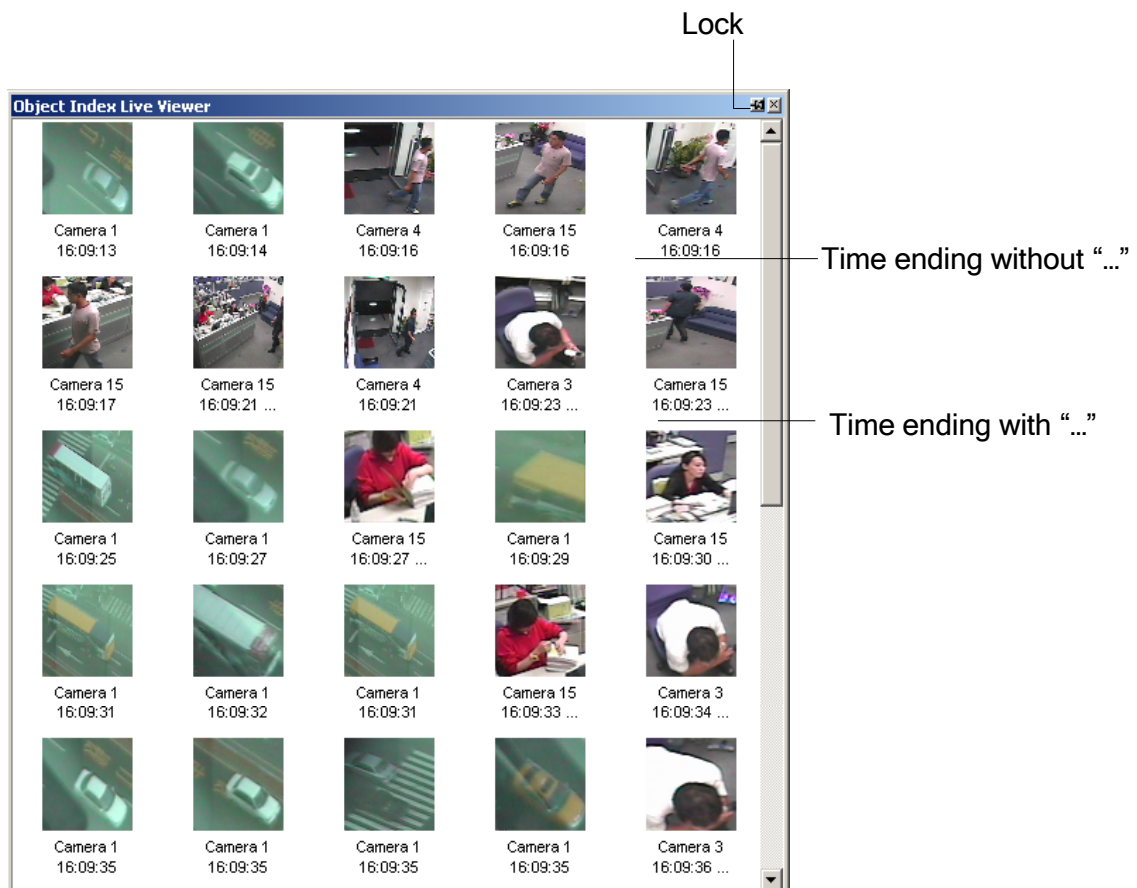 Lock
Object Index Live Viewer
Camera 1
16:09:13
Camera 1
16:09:14
Camera 4
16:09:16
Camera 15
16:09:16
Camera 4
16:09:16
Time ending without “...”
Camera 15
16:09:17
Camera 15
16:09:21 ...
Camera 4
16:09:21
Camera 3
16:09:23 ...
Camera 15
16:09:23 ...
Time ending with “...”
Camera 1
16:09:25
Camera 1
16:09:27
Camera 15
16:09:27 ...
Camera 1
16:09:29
Camera 15
16:09:30 ...
Camera 1
16:09:31
Camera 1
16:09:32
Camera 1
16:09:31
Camera 15
16:09:33 ...
Camera 3
16:09:34 ...
Camera 1
16:09:35
Camera 1
16:09:35
Camera 1
16:09:35
Camera 1
16:09:35
Camera 3
16:09:36 ...